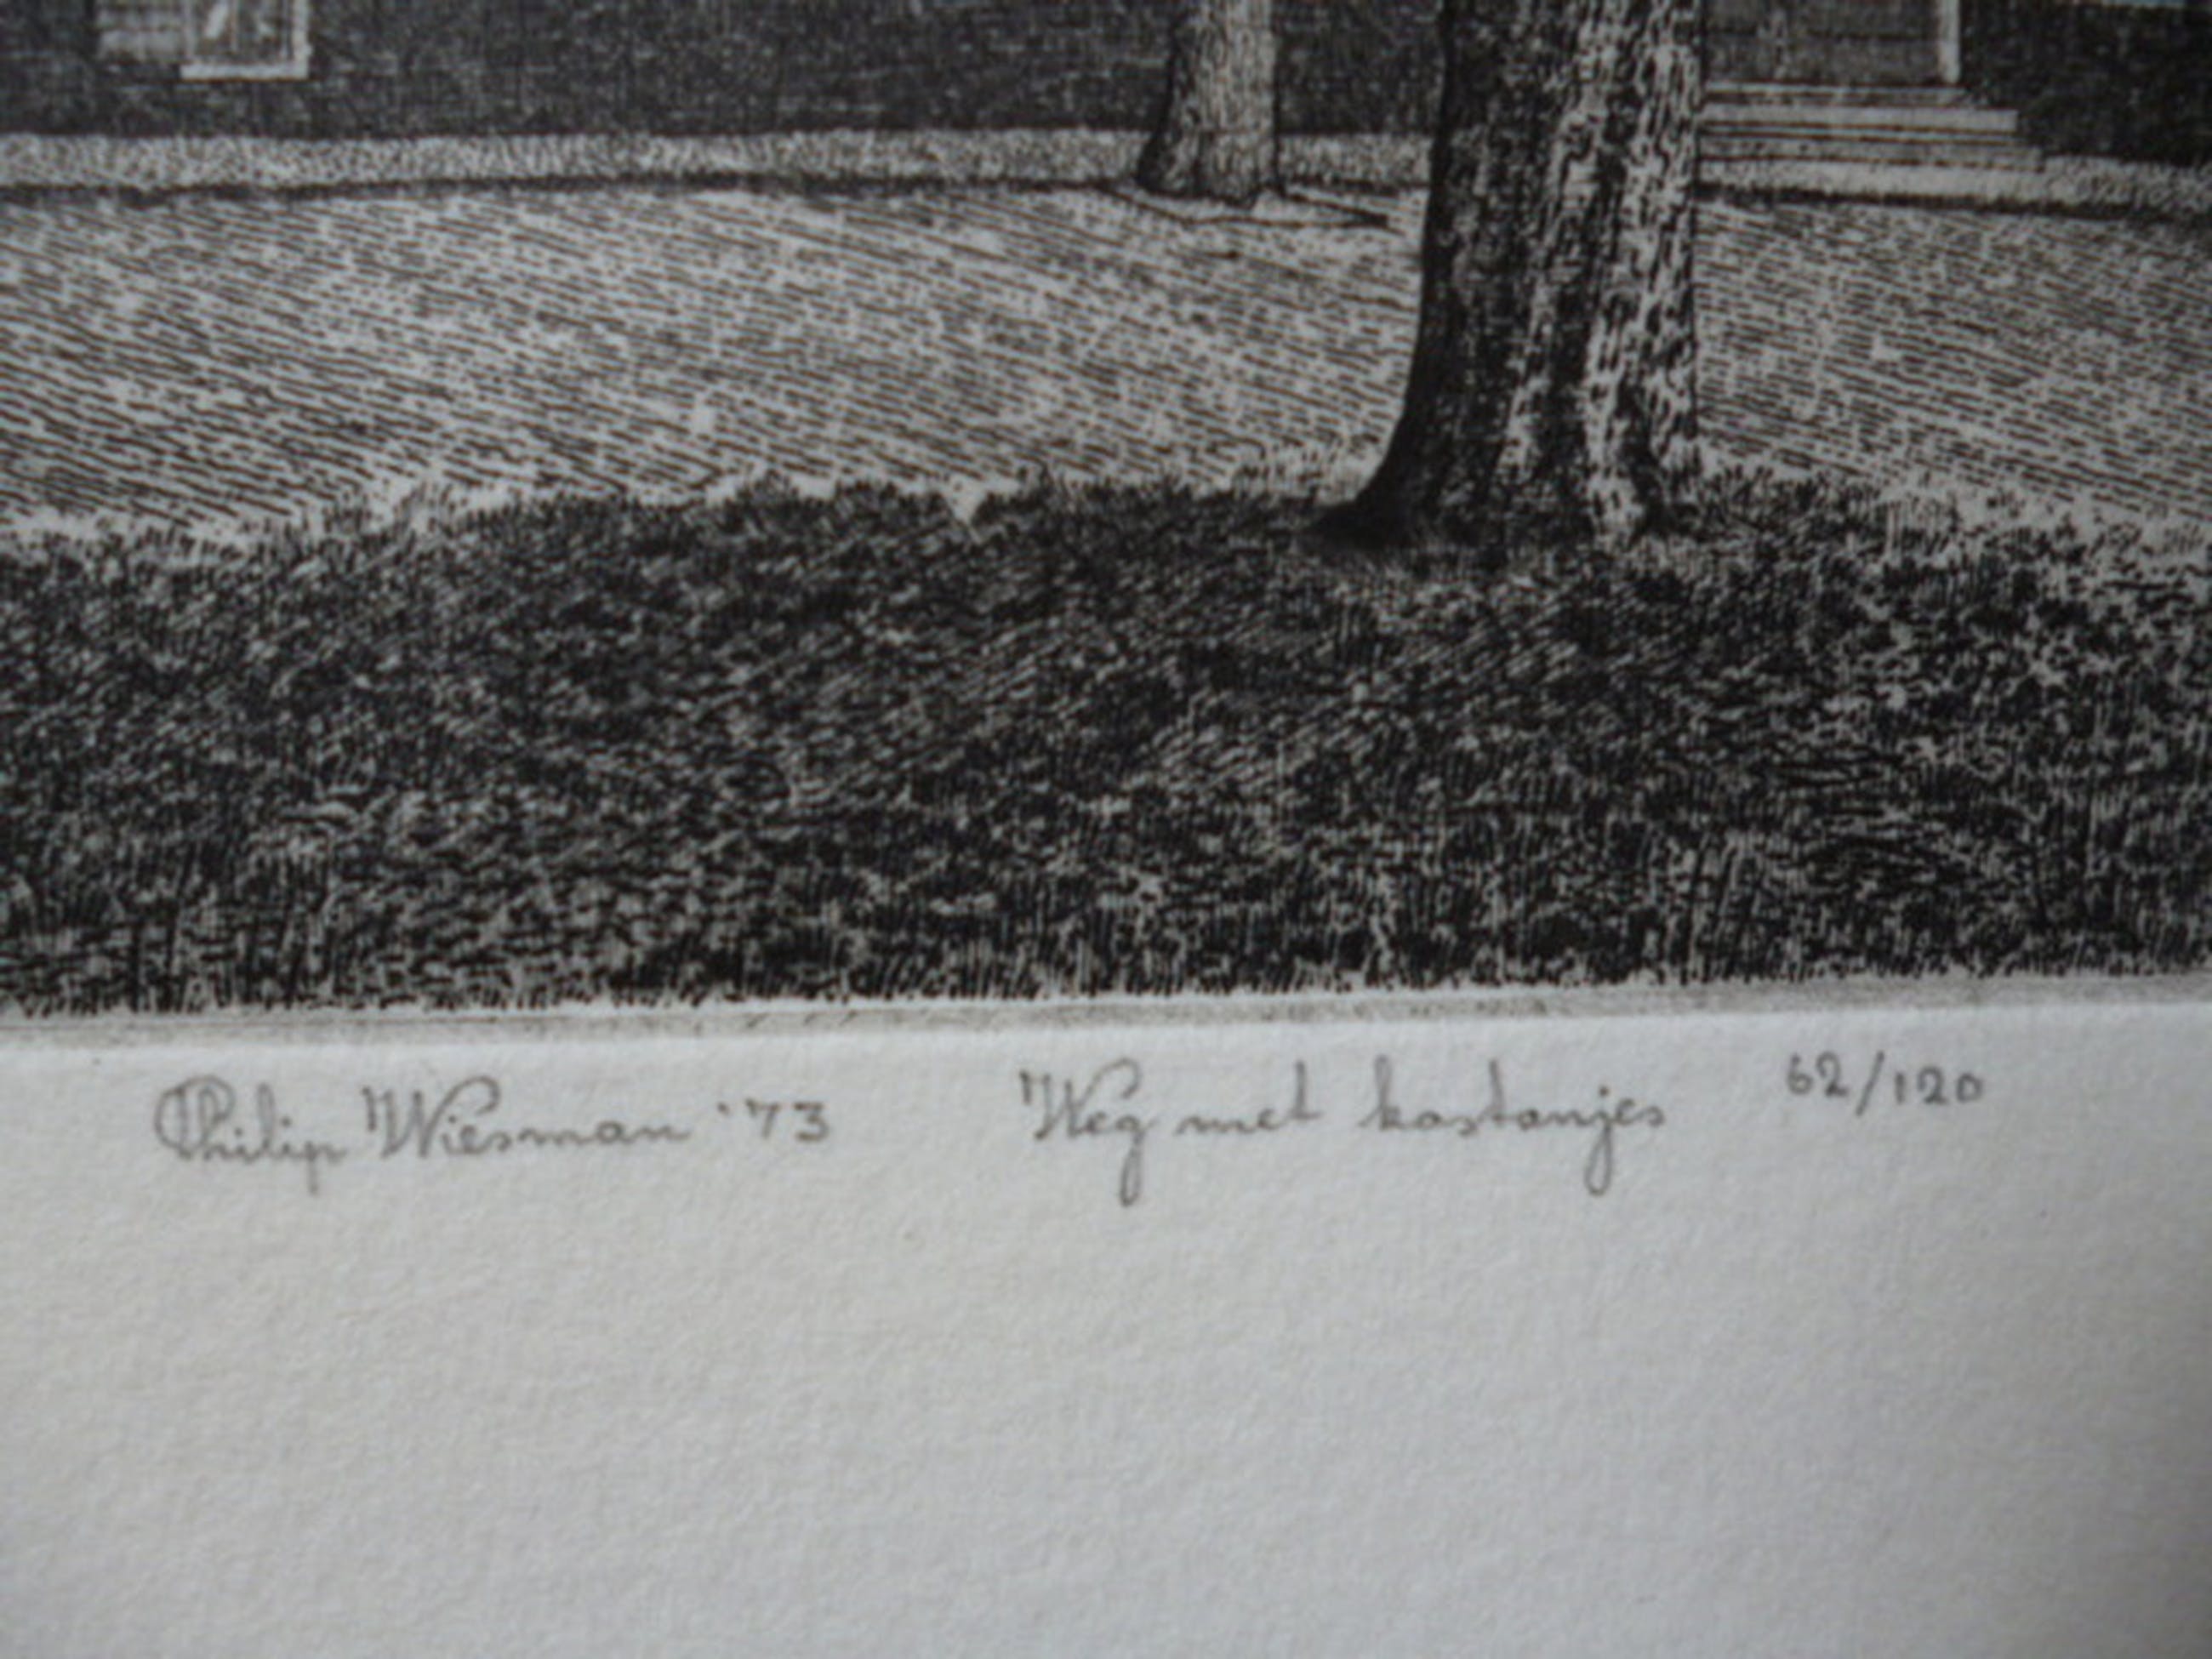 Philip Wiesman '73 Weg met kastanjes 62/120